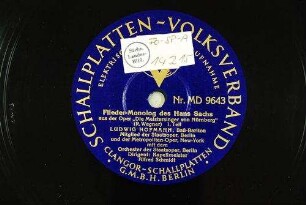 SCHALLPLATTEN-VOLKSVERBAND
ELEKTRISCHE
AUFNAHME
Nr. MD 9643
Flieder-Monolog des Hans Sachs
aus der Oper „Die Meistersinger von Nürnberg"
(R. Wagner) 1. Teil
LUDWIG HOFMANN, Baß-Bariton
Mitglied der Staatsoper, Berlin
und der Metropolitan-Oper, New-York
mit dem
Orchester der Staatsoper, Berlin
Dirigent: Kapellmeister
Alfred Schmidt
CLANGOR-SCHALLPLATTEN
G.M.B.H. BERLIN